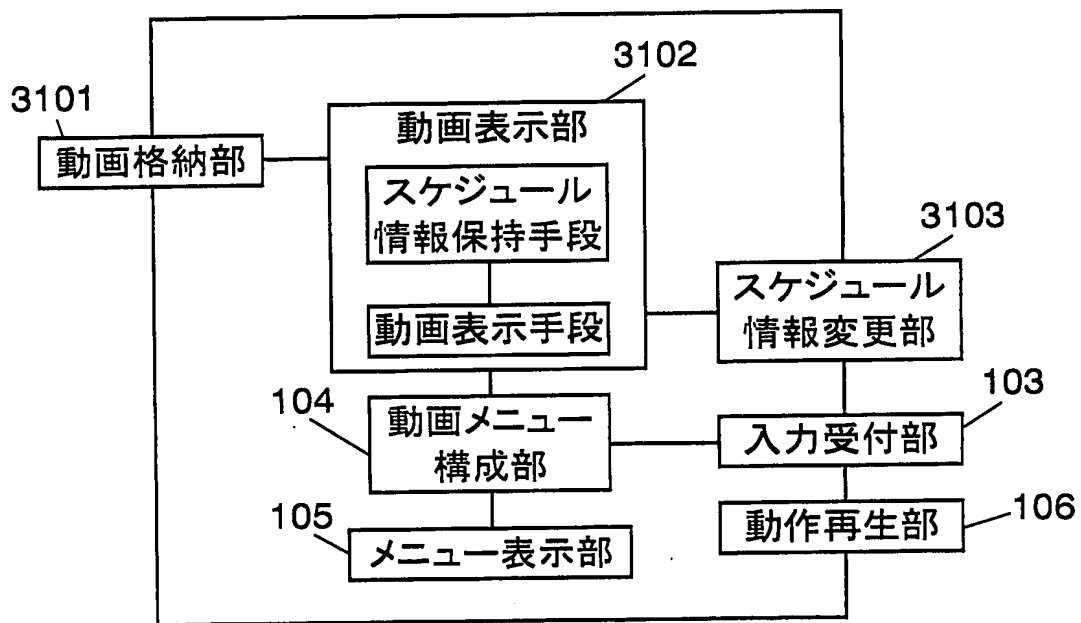 3102
3101
動画表示部
動画格納部
スケジュール
情報保持手段
3103
スケジュール
情報変更部
動画表示手段
104
103
動画メニュー
構成部
入力受付部
105
動作再生部
106
メニュー表示部